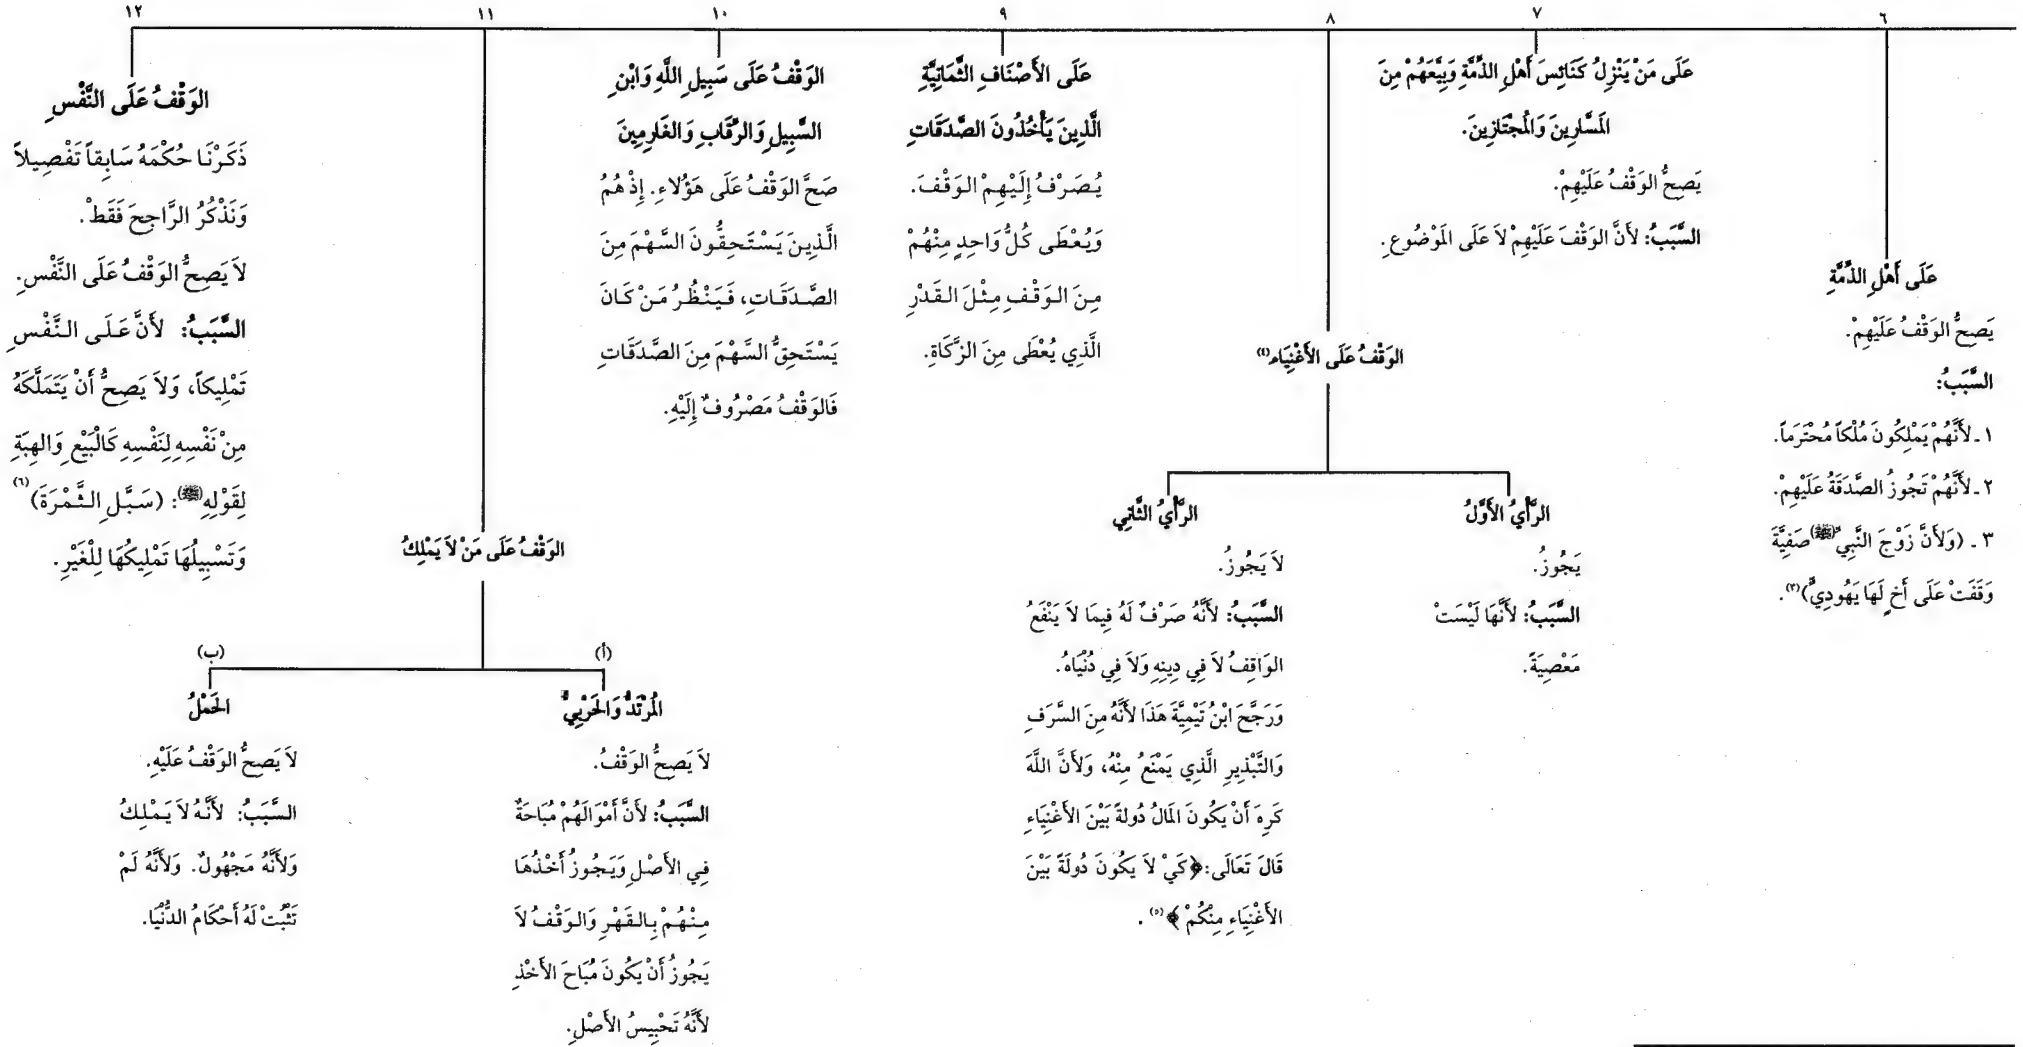 ٦
عَلَى أَهْلِ الذِّمَّةِ
يَصِحُّ الوَقْفُ عَلَيْهِمْ.
السَّبَبُ:
١ـ لأَنَّهُمْ يَمْلِكُونَ مُلْكاً مُحْتَرَماً.
٢ـ لأَنَّهُمْ تَجُوزُ الصَّدَقَةُ عَلَيْهِمْ.
٣ـ (وَلأَنَّ زَوْجَ النَّبِيِّ(ﷺ) صَفِيَّةَ
وَقَفَتْ عَلَى أَخٍ لَهَا يَهُودِيٍّ)(٣).
٧
عَلَى مَنْ يَنْزِلُ كَنَائِسَ أَهْلِ الذِّمَّةِ وَبِيَعَهُمْ مِنَ
المَارِينَ وَالمُجْتَازِينَ.
يَصِحُّ الوَقْفُ عَلَيْهِمْ.
السَّبَبُ: لأَنَّ الوَقْفَ عَلَيْهِمْ لاَ عَلَى المَوْضُوعِ.
٨
الوَقْفُ عَلَى الأَغْنِيَاءِ(٤)
الرَّأْيُ الأَوَّلُ
يَجُوزُ.
السَّبَبُ: لأَنَّهَا لَيْسَتْ
مَعْصِيَةً.
الرَّأْيُ الثَّانِي
لاَ يَجُوزُ.
السَّبَبُ: لأَنَّهُ صَرْفٌ لَهُ فِيمَا لاَ يَنْفَعُ
الوَاقِفُ لاَ فِي دِينِهِ وَلاَ فِي دُنْيَاهُ.
وَرَجَّحَ ابْنُ تَيْمِيَّةَ هَذَا لأَنَّهُ مِنَ السَّرَفِ
وَالتَّبْذِيرِ الَّذِي يَمْنَعُ مِنْهُ، وَلأَنَّ اللَّهَ
كَرِهَ أَنْ يَكُونَ المَالُ دُولةً بَيْنَ الأَغْنِيَاءِ
قَالَ تَعَالَى: ﴿كَيْ لاَ يَكُونَ دُولَةً بَيْنَ
الأَغْنِيَاءِ مِنْكُمْ﴾(٥).
٩
عَلَى الأَصْنَافِ الثَّمَانِيَّةِ
الَّذِينَ يَأْخُذُونَ الصَّدَقَاتِ
يُصَرْفُ إِلَيْهِمْ الوَقْفَ.
وَيُعْطَى كُلُّ وَاحِدٍ مِنْهُمْ
مِنَ الوَقْفِ مِثْلَ القَدْرِ
الَّذِي يُعْطَى مِنَ الزَّكَاةِ.
١٠
الوَقْفُ عَلَى سَبِيلِ اللَّهِ وَابْنِ
السَّبِيلِ وَالرِّقَابِ وَالغَارِمِينَ
صَحَّ الوَقْفُ عَلَى هَؤُلاءِ. إِذْ هُمُ
الَّذِينَ يَسْتَحِقُّونَ السَّهْمَ مِنَ
الصَّدَقَاتِ، فَيَنْظُرُ مَنْ كَانَ
يَسْتَحِقُّ السَّهْمَ مِنَ الصَّدَقَاتِ
فَالوَقْفُ مَصْرُوفٌ إِلَيْهِ.
١١
الوَقْفُ عَلَى مَنْ لاَ يَمْلِكُ
(أ)
المُرْتَدُّ وَالحَرْبِيُّ
لاَ يَصِحُّ الوَقْفُ.
السَّبَبُ: لأَنَّ أَمْوَالَهُمْ مُبَاحَةٌ
فِي الأَصْلِ وَيَجُوزُ أَخْذُهَا
مِنْهُمْ بِالقَهْرِ وَالوَقْفُ لاَ
يَجُوزُ أَنْ يَكُونَ مُبَاحَ الأَخْذِ
لأَنَّهُ تَحْبِيسُ الأَصْلِ.
(ب)
الحَمْلُ
لاَ يَصِحُّ الوَقْفُ عَلَيْهِ.
السَّبَبُ: لأَنَّهُ لاَ يَمْلِكُ
وَلأَنَّهُ مَجْهُولٌ. وَلأَنَّهُ لَمْ
تَثْبُتْ لَهُ أَحْكَامُ الدُّنْيَا.
١٢
الوَقْفُ عَلَى النَّفْسِ
ذَكَرْنَا حُكْمَهُ سَابِقاً تَفْصِيلاً
وَنَذْكُرُ الرَّاجِحَ فَقَطْ.
لاَ يَصِحُّ الوَقْفُ عَلَى النَّفْسِ.
السَّبَبُ: لأَنَّ عَلَى النَّفْسِ
تَمْلِيكاً، وَلاَ يَصِحُّ أَنْ يَتَمَلَّكَهُ
مِنْ نَفْسِهِ لِنَفْسِهِ كَالْبَيْعِ وَالهِبَةِ
لِقَوْلِهِ(ﷺ): (سَبِّلِ الثَّمْرَةَ)(٦)
وَتَسْبِيلُهَا تَمْلِيكُهَا لِلْغَيْرِ.